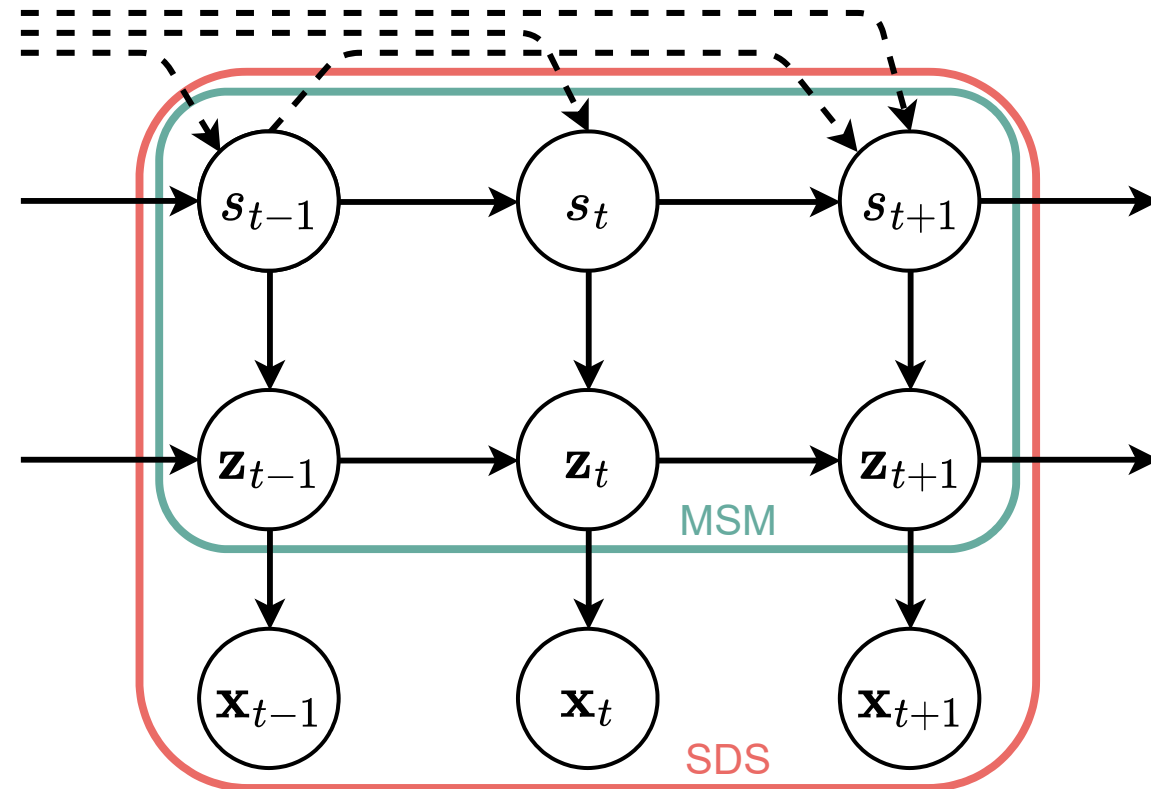 s_{t−1} s_t s_{t+1}
z_{t−1} z_t z_{t+1}
MSM
x_{t−1} x_t x_{t+1}
SDS